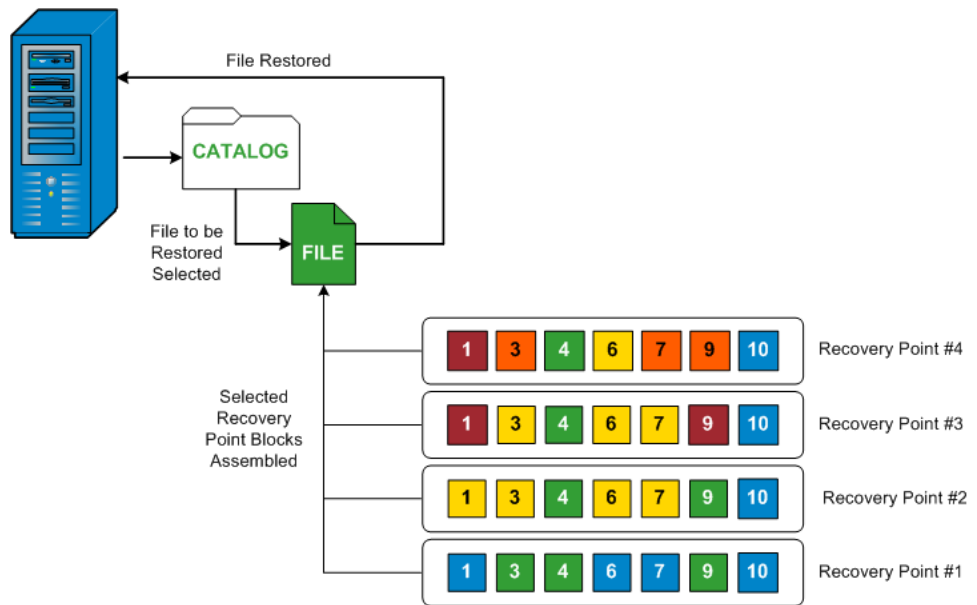 File Restored
CATALOG
File to be
Restored
Selected
FILE
1 3 4 6 7 9 10
Recovery Point #4
Selected
Recovery
Point Blocks
Assembled
1 3 4 6 7 9 10
Recovery Point #3
1 3 4 6 7 9 10
Recovery Point #2
1 3 4 6 7 9 10
Recovery Point #1